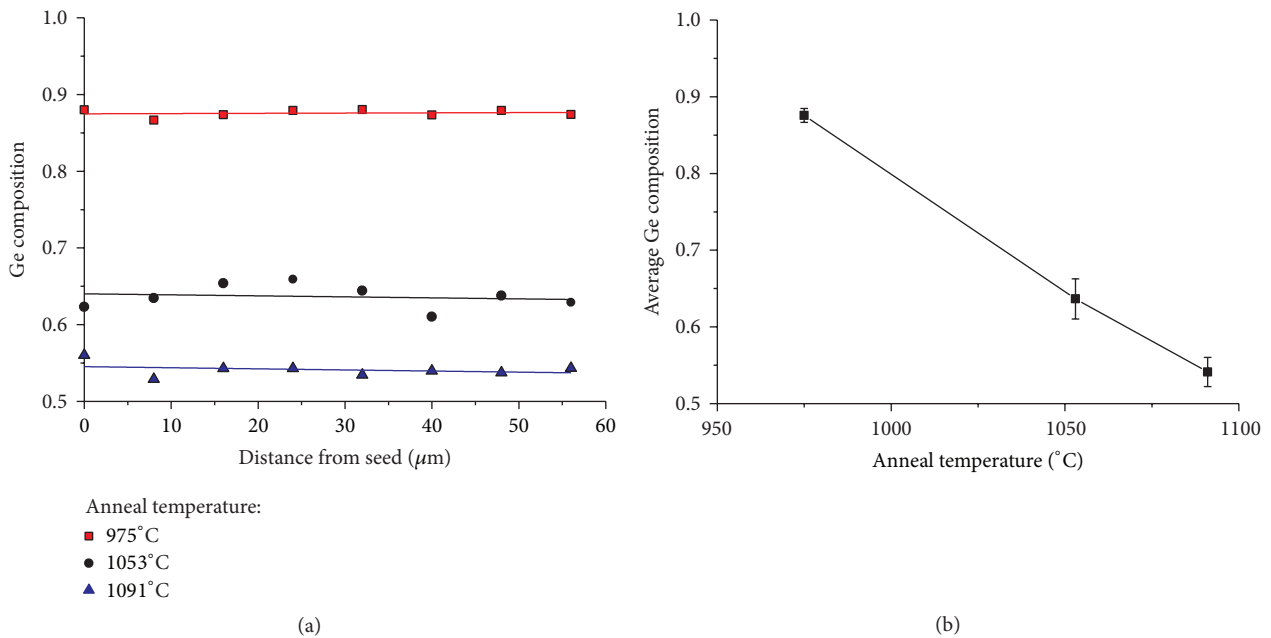 1.0
0.9
0.8
0.7
0.6
0.5
Ge composition
0 10 20 30 40 50 60
Distance from seed (μm)
Anneal temperature:
975°C
1053°C
1091°C
(a)
1.0
0.9
0.8
0.7
0.6
0.5
Average Ge composition
950 1000 1050 1100
Anneal temperature (°C)
(b)